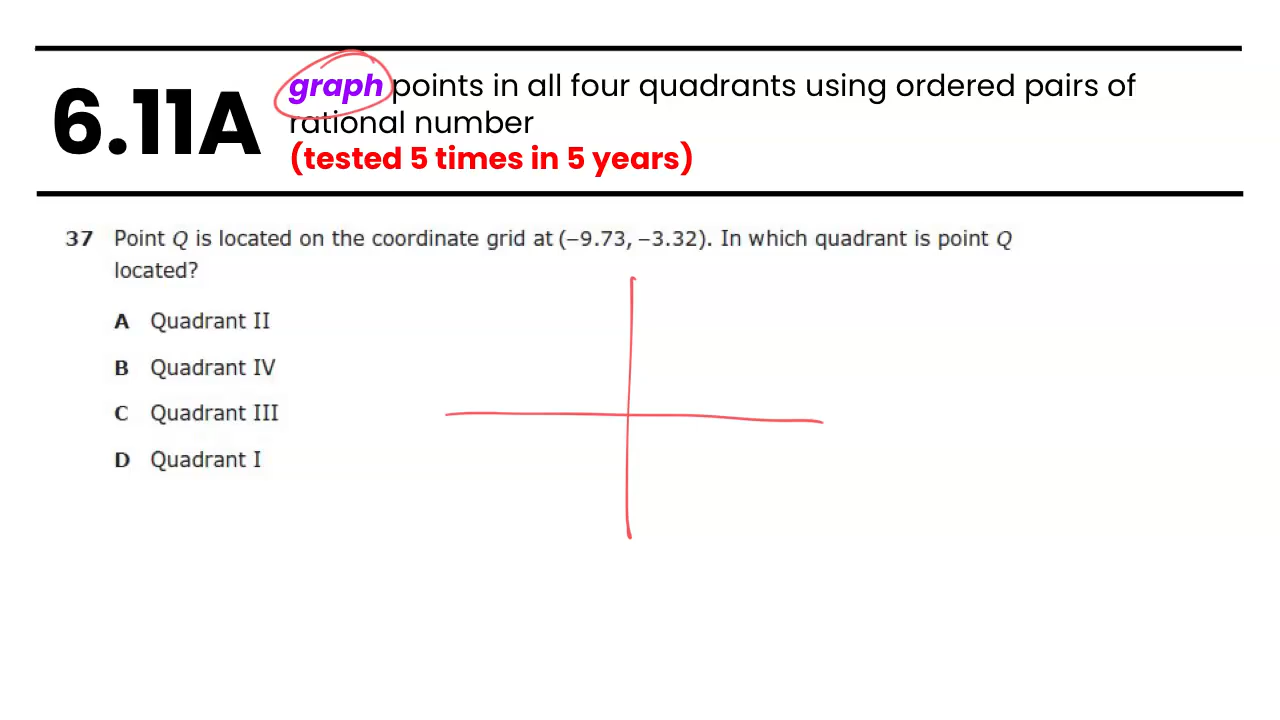 6.11A
graph points in all four quadrants using ordered pairs of
rational number
(tested 5 times in 5 years)
37 Point Q is located on the coordinate grid at (−9.73, −3.32). In which quadrant is point Q
located?
A Quadrant II
B Quadrant IV
C Quadrant III
D Quadrant I